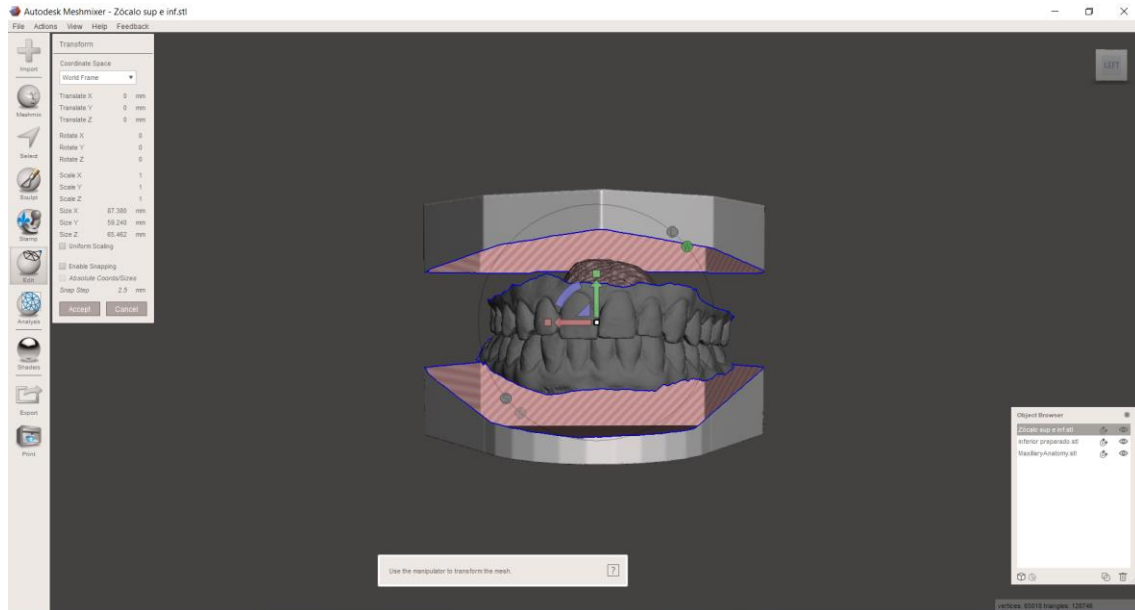 Autodesk Meshmixer - Zócalo sup e inf.stl
File Actions View Help Feedback
Import
Meshmix
Select
Sculpt
Stamp
Edit
Analysis
Shaders
Export
Print
Transform
Coordinate Space
World Frame
Translate X 0 mm
Translate Y 0 mm
Translate Z 0 mm
Rotate X 0
Rotate Y 0
Rotate Z 0
Scale X 1
Scale Y 1
Scale Z 1
Size X 87.380 mm
Size Y 59.240 mm
Size Z 65.462 mm
Uniform Scaling
Enable Snapping
Absolute Coords/Sizes
Snap Step 2.5 mm
Accept Cancel
LEFT
Use the manipulator to transform the mesh. ?
Object Browser
Zócalo sup e inf.stl
Inferior preparado.stl
MaxillaryAnatomy.stl
vertices: triangles: